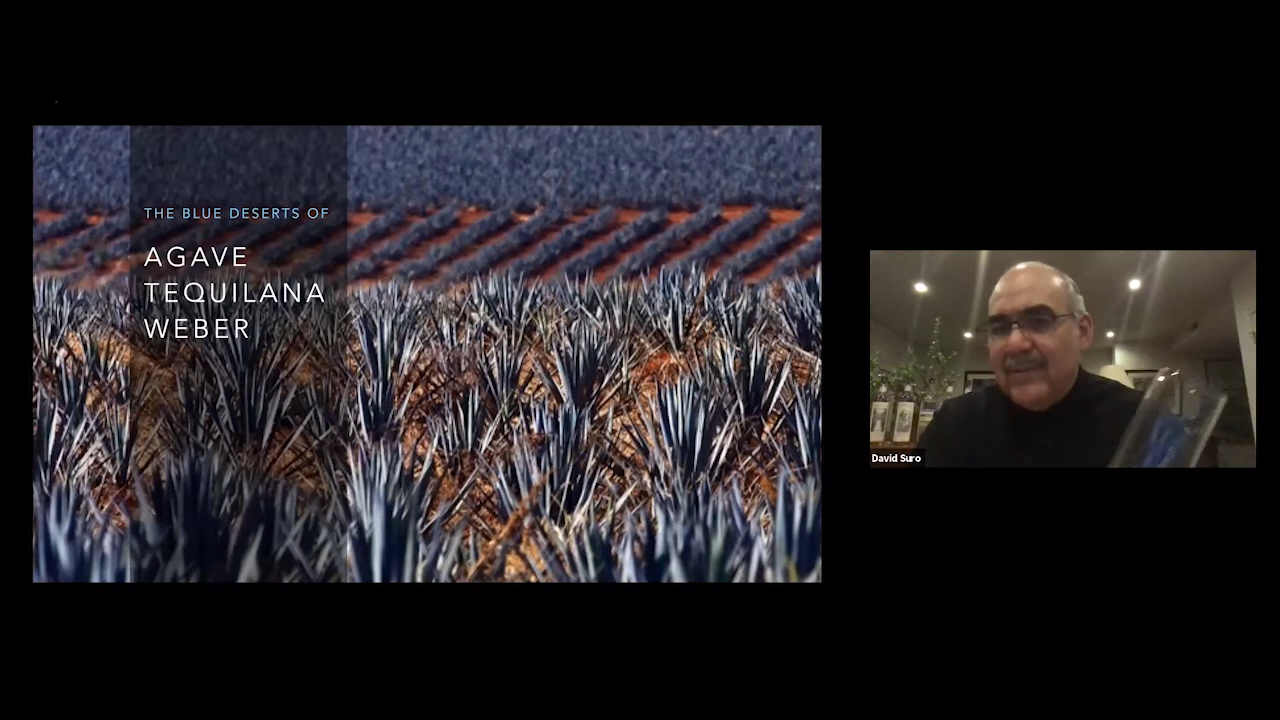 THE BLUE DESERTS OF
AGAVE
TEQUILANA
WEBER
David Suro